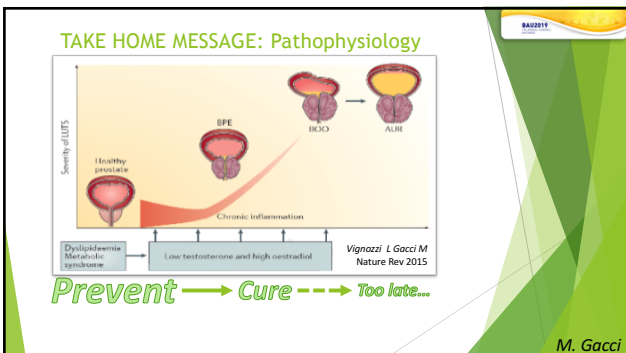 BAU2019
TAKE HOME MESSAGE: Pathophysiology
Severity of LUTS
Healthy
prostate
BPE
BOO
AUR
Chronic inflammation
Dyslipideemie
Metabolic
syndrome
Low testosterone and high oestradiol
Vignozzi L Gacci M
Nature Rev 2015
Prevent
Cure
Too late...
M. Gacci